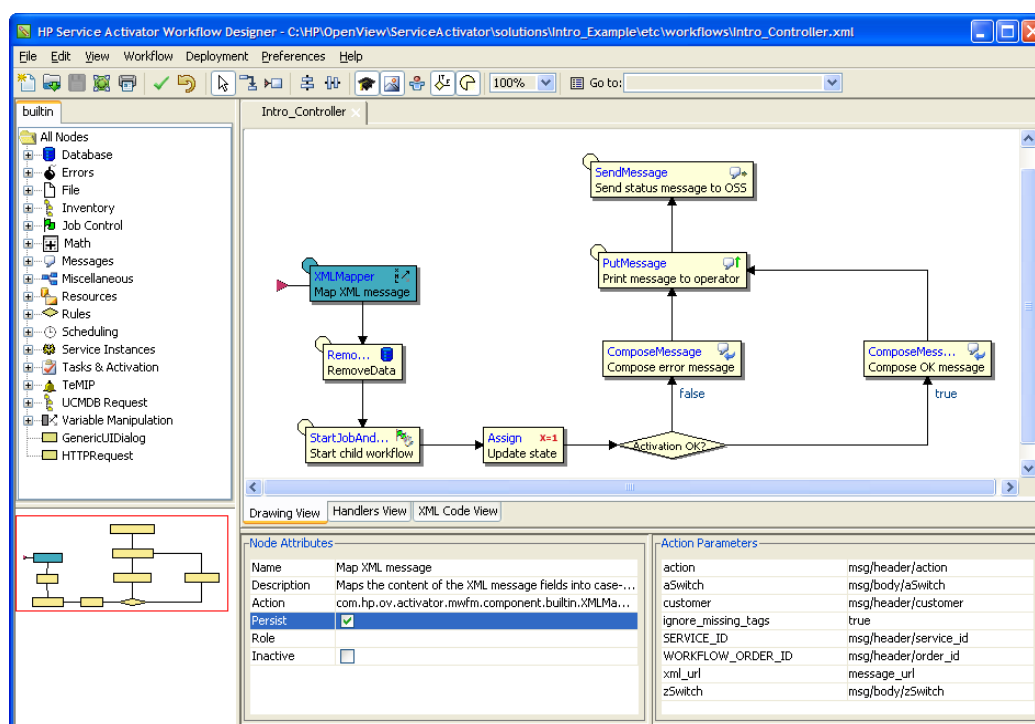 HP Service Activator Workflow Designer - C:\HP\OpenView\ServiceActivator\solutions\Intro_Example\etc\workflows\Intro_Controller.xml
File Edit View Workflow Deployment Preferences Help
100% Go to:
builtin
All Nodes
Database
Errors
File
Inventory
Job Control
Math
Messages
Miscellaneous
Resources
Rules
Scheduling
Service Instances
Tasks & Activation
TeMIP
UCMDB Request
Variable Manipulation
GenericUIDialog
HTTPRequest
Intro_Controller
SendMessage
Send status message to OSS
XMLMapper
Map XML message
PutMessage
Print message to operator
Remo...
RemoveData
ComposeMessage
Compose error message
ComposeMess...
Compose OK message
false
true
StartJobAnd...
Start child workflow
Assign X=1
Update state
Activation OK?
Drawing View Handlers View XML Code View
Node Attributes
Name Map XML message
Description Maps the content of the XML message fields into case-...
Action com.hp.ov.activator.mwfm.component.builtin.XMLMa...
Persist
Role
Inactive
Action Parameters
action msg/header/action
aSwitch msg/body/aSwitch
customer msg/header/customer
ignore_missing_tags true
SERVICE_ID msg/header/service_id
WORKFLOW_ORDER_ID msg/header/order_id
xml_url message_url
zSwitch msg/body/zSwitch